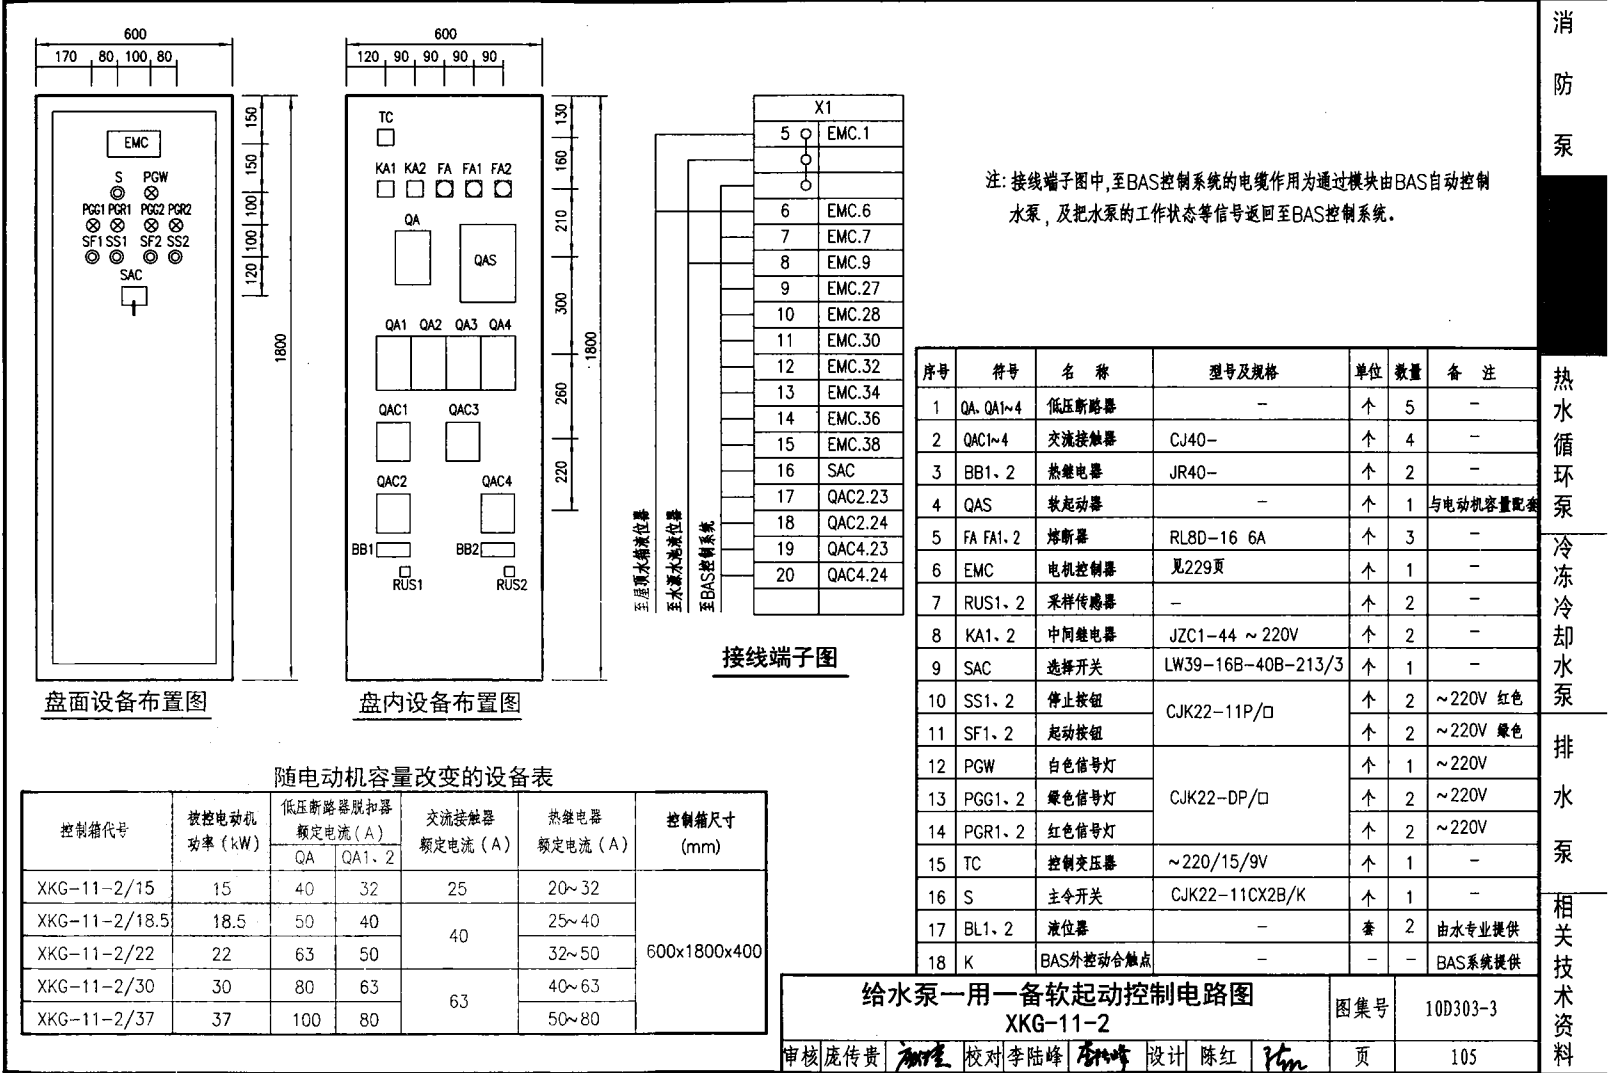 600
170 80 100 80
EMC
S PGW
PGG1 PGR1 PGG2 PGR2
SF1 SS1 SF2 SS2
SAC
150
150
100
100
120
1800
盘面设备布置图
600
120 90 90 90 90
TC
KA1 KA2 FA FA1 FA2
QA
QAS
QA1 QA2 QA3 QA4
QAC1 QAC3
QAC2 QAC4
BB1 BB2
RUS1 RUS2
130
160
210
300
260
220
1800
盘内设备布置图
X1
5 EMC.1
6 EMC.6
7 EMC.7
8 EMC.9
9 EMC.27
10 EMC.28
11 EMC.30
12 EMC.32
13 EMC.34
14 EMC.36
15 EMC.38
16 SAC
17 QAC2.23
18 QAC2.24
19 QAC4.23
20 QAC4.24
至屋顶水箱液位器
至水源水池液位器
至BAS控制系统
接线端子图
注:接线端子图中,至BAS控制系统的电缆作用为通过模块由BAS自动控制
水泵,及把水泵的工作状态等信号返回至BAS控制系统。
序号 符号 名 称 型号及规格 单位 数量 备 注
1 QA、QA1~4 低压断路器 — 个 5 —
2 QAC1~4 交流接触器 CJ40- 个 4 —
3 BB1、2 热继电器 JR40- 个 2 —
4 QAS 软起动器 — 个 1 与电动机容量配套
5 FA FA1、2 熔断器 RL8D-16 6A 个 3 —
6 EMC 电机控制器 见229页 个 1 —
7 RUS1、2 采样传感器 — 个 2 —
8 KA1、2 中间继电器 JZC1-44 ~220V 个 2 —
9 SAC 选择开关 LW39-16B-40B-213/3 个 1 —
10 SS1、2 停止按钮 CJK22-11P/□ 个 2 ~220V 红色
11 SF1、2 起动按钮 个 2 ~220V 绿色
12 PGW 白色信号灯 个 1 ~220V
13 PGG1、2 绿色信号灯 CJK22-DP/□ 个 2 ~220V
14 PGR1、2 红色信号灯 个 2 ~220V
15 TC 控制变压器 ~220/15/9V 个 1 —
16 S 主令开关 CJK22-11CX2B/K 个 1 —
17 BL1、2 液位器 — 套 2 由水专业提供
18 K BAS外控动合触点 — — — BAS系统提供
随电动机容量改变的设备表
控制箱代号 被控电动机功率(kW) 低压断路器脱扣器额定电流(A) 交流接触器额定电流(A) 热继电器额定电流(A) 控制箱尺寸(mm)
QA QA1、2
XKG-11-2/15 15 40 32 25 20~32
XKG-11-2/18.5 18.5 50 40 40 25~40
XKG-11-2/22 22 63 50 32~50 600x1800x400
XKG-11-2/30 30 80 63 63 40~63
XKG-11-2/37 37 100 80 50~80
给水泵一用一备软起动控制电路图
XKG-11-2
图集号 10D303-3
审核 庞传贵 校对 李陆峰 设计 陈红 页 105
消防泵
热水循环泵
冷冻冷却水泵
排水泵
相关技术资料